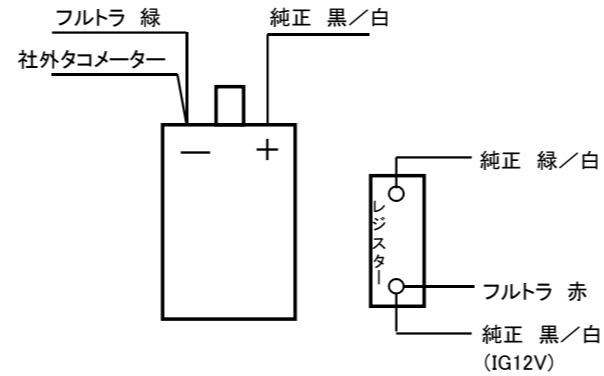 フルトラ 緑
純正 黒/白
社外タコメーター
― +
純正 緑/白
レジスター
フルトラ 赤
純正 黒/白
(IG12V)